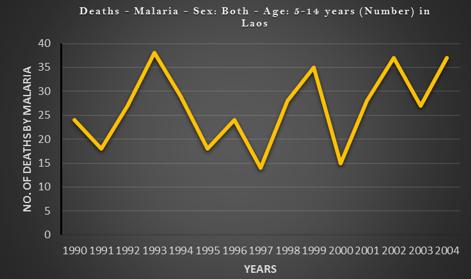 Deaths - Malaria - Sex: Both - Age: 5-14 years (Number) in
Laos
NO. OF DEATHS BY MALARIA
40
35
30
25
20
15
10
5
0
1990 1991 1992 1993 1994 1995 1996 1997 1998 1999 2000 2001 2002 2003 2004
YEARS